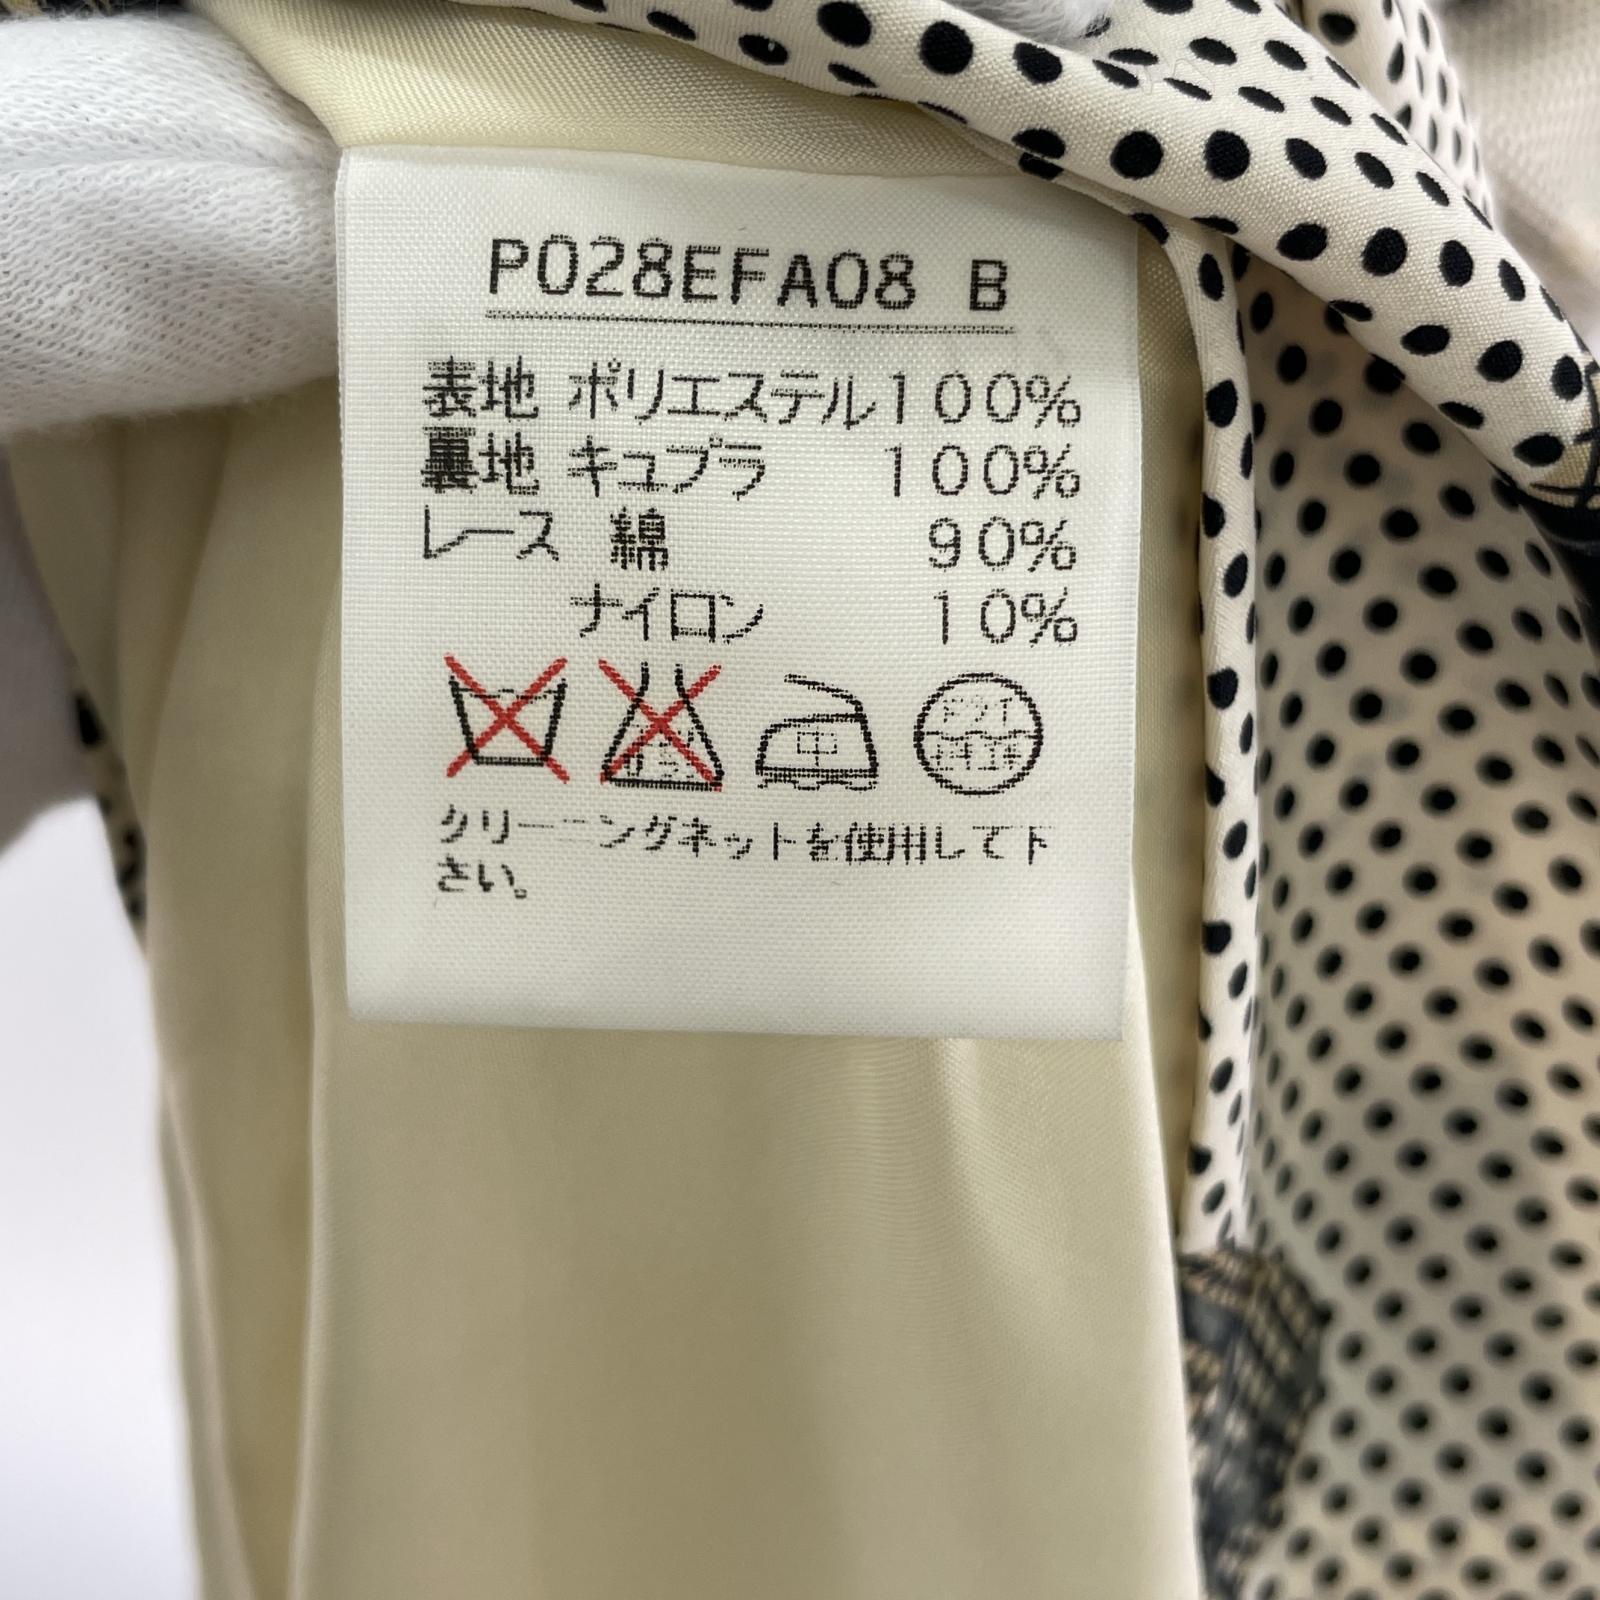 P028EFA08 B
表地 ポリエステル100%
裏地 キュプラ 100%
レース 綿 90%
ナイロン 10%
中
ドライ
クリーニングネットを使用して下
さい。